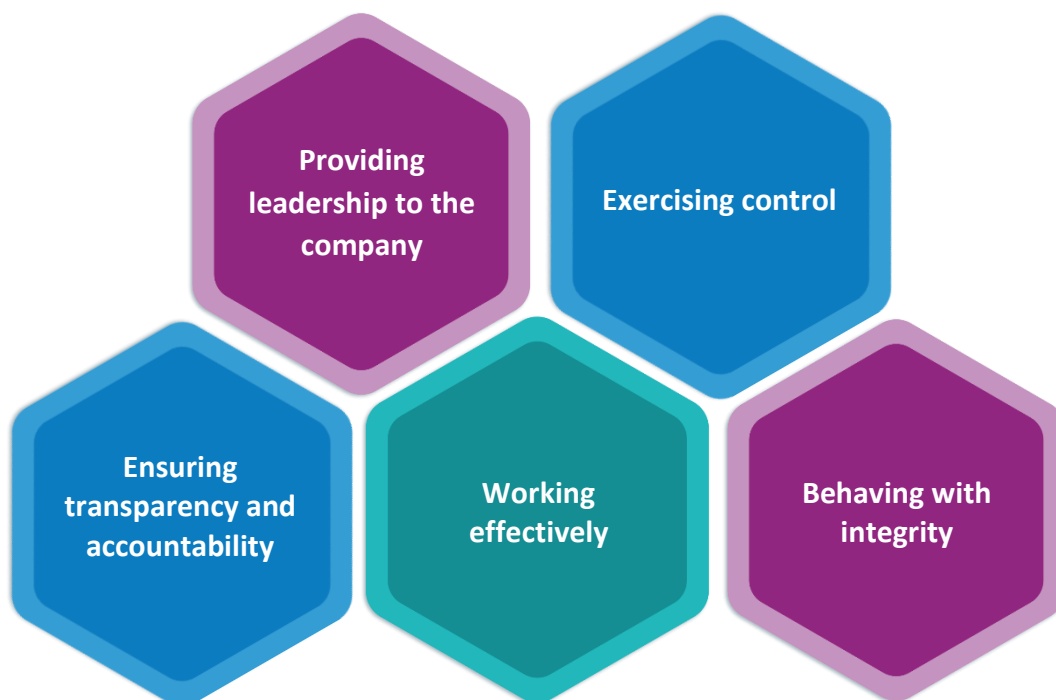 Providing
leadership to the
company
Exercising control
Ensuring
transparency and
accountability
Working
effectively
Behaving with
integrity